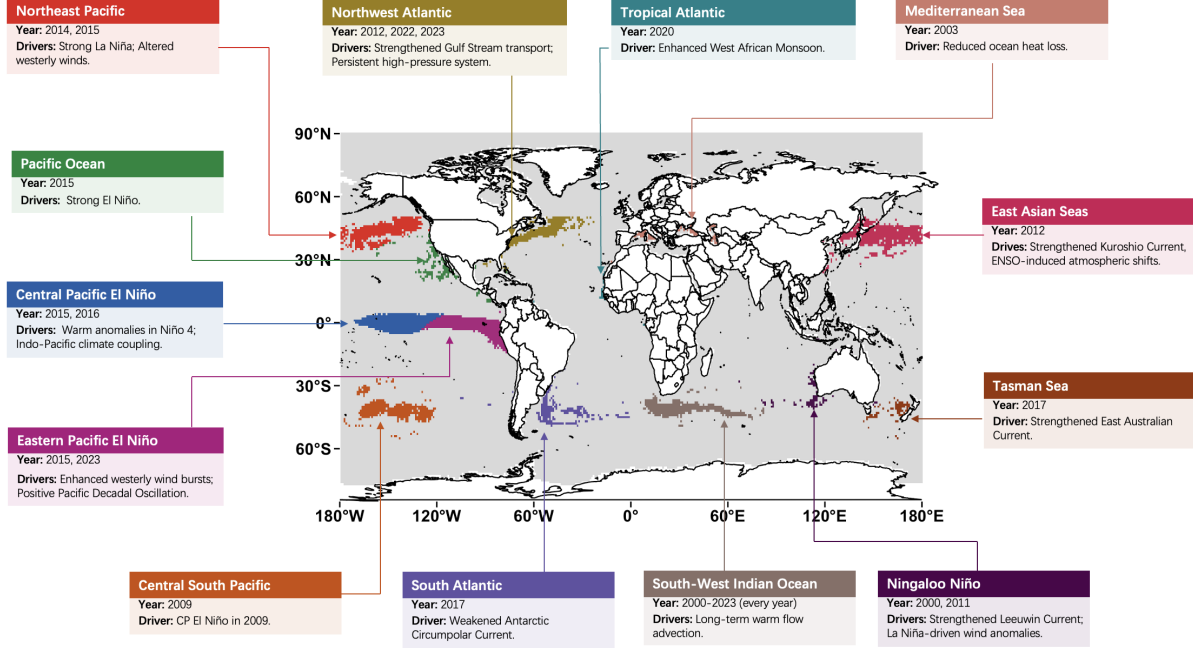 Northeast Pacific
Year: 2014, 2015
Drivers: Strong La Niña; Altered
westerly winds.
Northwest Atlantic
Year: 2012, 2022, 2023
Drivers: Strengthened Gulf Stream transport;
Persistent high-pressure system.
Tropical Atlantic
Year: 2020
Driver: Enhanced West African Monsoon.
Mediterranean Sea
Year: 2003
Driver: Reduced ocean heat loss.
Pacific Ocean
Year: 2015
Drivers: Strong El Niño.
East Asian Seas
Year: 2012
Drives: Strengthened Kuroshio Current,
ENSO-induced atmospheric shifts.
Central Pacific El Niño
Year: 2015, 2016
Drivers: Warm anomalies in Niño 4;
Indo-Pacific climate coupling.
Tasman Sea
Year: 2017
Driver: Strengthened East Australian
Current.
Eastern Pacific El Niño
Year: 2015, 2023
Drivers: Enhanced westerly wind bursts;
Positive Pacific Decadal Oscillation.
90°N
60°N
30°N
0°
30°S
60°S
180°W 120°W 60°W 0° 60°E 120°E 180°E
Central South Pacific
Year: 2009
Driver: CP El Niño in 2009.
South Atlantic
Year: 2017
Driver: Weakened Antarctic
Circumpolar Current.
South-West Indian Ocean
Year: 2000-2023 (every year)
Drivers: Long-term warm flow
advection.
Ningaloo Niño
Year: 2000, 2011
Drivers: Strengthened Leeuwin Current;
La Niña-driven wind anomalies.